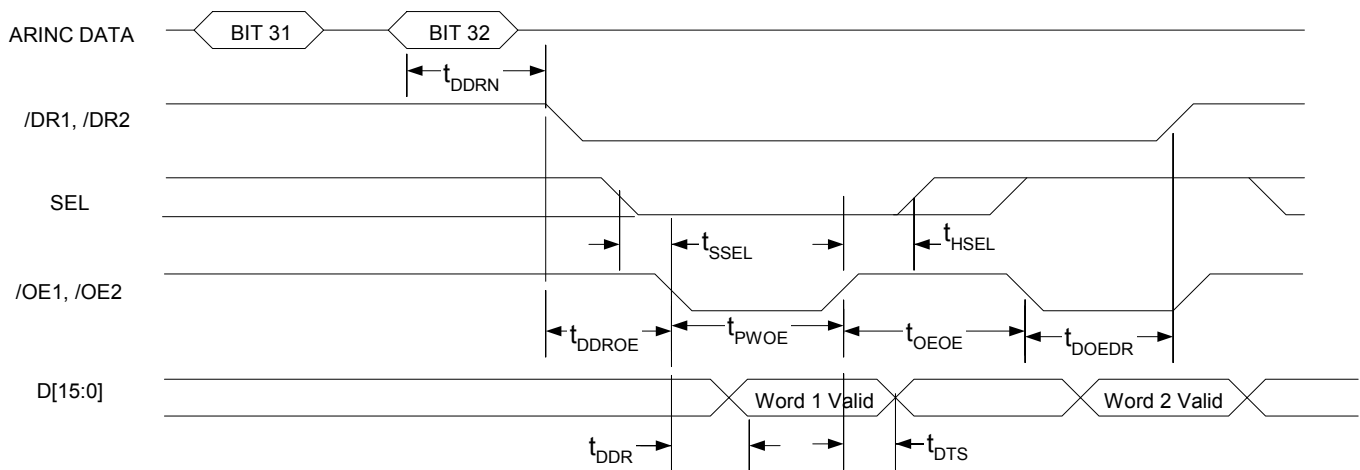 ARINC DATA
BIT 31
BIT 32
tDDRN
/DR1, /DR2
SEL
tSSEL
tHSEL
/OE1, /OE2
tDDROE
tPWOE
tOEOE
tDOEDR
D[15:0]
Word 1 Valid
Word 2 Valid
tDDR
tDTS